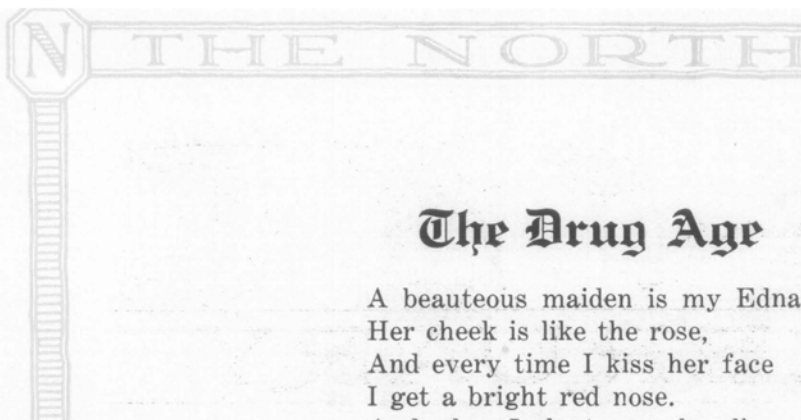 N THE NORTH
The Drug Age
A beauteous maiden is my Edna
Her cheek is like the rose,
And every time I kiss her face
I get a bright red nose.